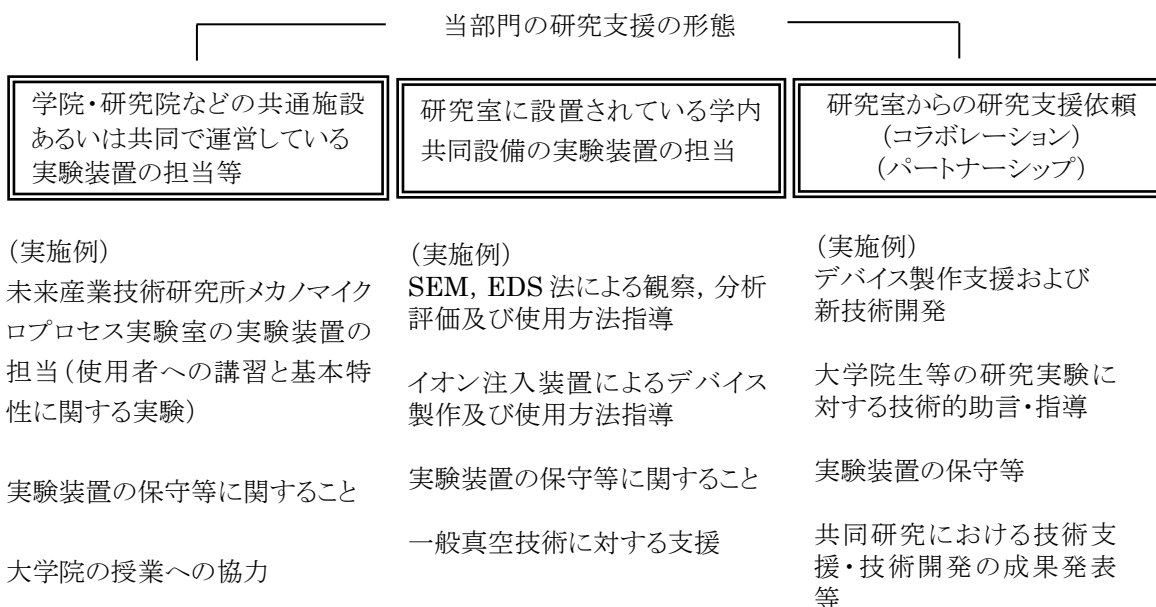 当部門の研究支援の形態
学院・研究院などの共通施設
あるいは共同で運営している
実験装置の担当等
研究室に設置されている学内
共同設備の実験装置の担当
研究室からの研究支援依頼
(コラボレーション)
(パートナーシップ)
(実施例)
未来産業技術研究所メカノマイク
ロプロセス実験室の実験装置の
担当(使用者への講習と基本特
性に関する実験)
実験装置の保守等に関すること
大学院の授業への協力
(実施例)
SEM, EDS 法による観察, 分析
評価及び使用方法指導
イオン注入装置によるデバイス
製作及び使用方法指導
実験装置の保守等に関すること
一般真空技術に対する支援
(実施例)
デバイス製作支援および
新技術開発
大学院生等の研究実験に
対する技術的助言・指導
実験装置の保守等
共同研究における技術支
援・技術開発の成果発表
等